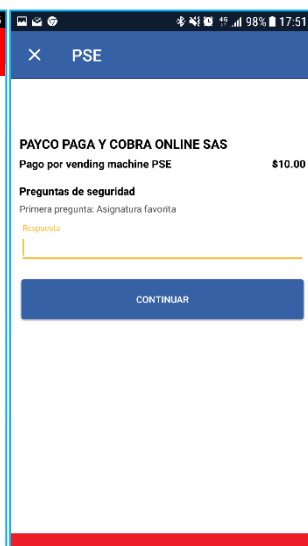 98% 17:51
PSE
PAYCO PAGA Y COBRA ONLINE SAS
Pago por vending machine PSE $10.00
Preguntas de seguridad
Primera pregunta: Asignatura favorita
Respuesta
CONTINUAR